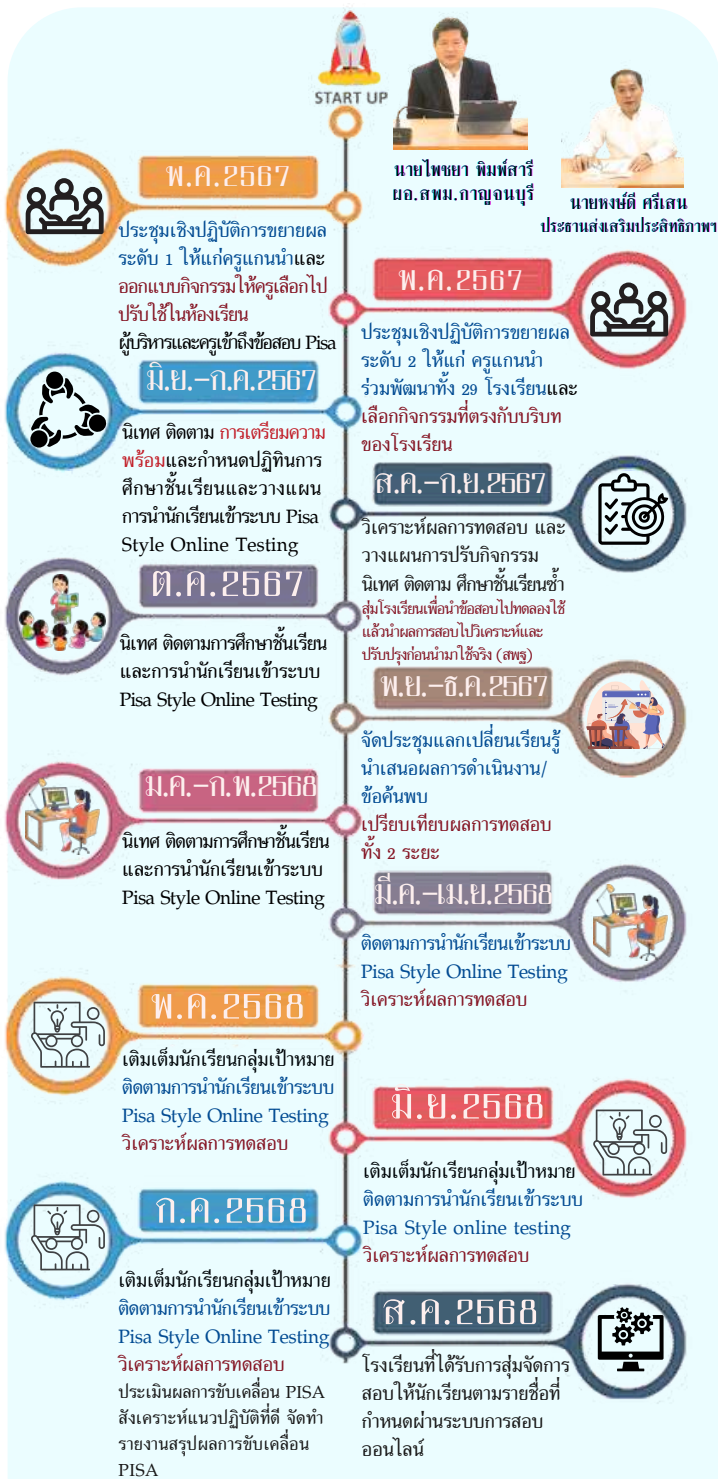 START UP
นายไพชยา พิมพ์สารี
ผอ.สพม.กาญจนบุรี
นายหงษ์ดี ศรีเสน
ประธานส่งเสริมประสิทธิภาพฯ
พ.ค.2567
ประชุมเชิงปฏิบัติการขยายผล
ระดับ 1 ให้แก่ครูแกนนำและ
ออกแบบกิจกรรมให้ครูเลือกไป
ปรับใช้ในห้องเรียน
ผู้บริหารและครูเข้าถึงข้อสอบ Pisa
พ.ค.2567
ประชุมเชิงปฏิบัติการขยายผล
ระดับ 2 ให้แก่ ครูแกนนำ
ร่วมพัฒนาทั้ง 29 โรงเรียนและ
เลือกกิจกรรมที่ตรงกับบริบท
ของโรงเรียน
มิ.ย.-ก.ค.2567
นิเทศ ติดตาม การเตรียมความ
พร้อมและกำหนดปฏิทินการ
ศึกษาชั้นเรียนและวางแผน
การนำนักเรียนเข้าระบบ Pisa
Style Online Testing
ส.ค.-ก.ย.2567
วิเคราะห์ผลการทดสอบ และ
วางแผนการปรับกิจกรรม
นิเทศ ติดตาม ศึกษาชั้นเรียนซ้ำ
สุ่มโรงเรียนเพื่อนำข้อสอบไปทดลองใช้
แล้วนำผลการสอบไปวิเคราะห์และ
ปรับปรุงก่อนนำมาใช้จริง (สพฐ)
ต.ค.2567
นิเทศ ติดตามการศึกษาชั้นเรียน
และการนำนักเรียนเข้าระบบ
Pisa Style Online Testing
พ.ย.-ธ.ค.2567
จัดประชุมแลกเปลี่ยนเรียนรู้
นำเสนอผลการดำเนินงาน/
ข้อค้นพบ
เปรียบเทียบผลการทดสอบ
ทั้ง 2 ระยะ
ม.ค.-ก.พ.2568
นิเทศ ติดตามการศึกษาชั้นเรียน
และการนำนักเรียนเข้าระบบ
Pisa Style Online Testing
มี.ค.-เม.ย.2568
ติดตามการนำนักเรียนเข้าระบบ
Pisa Style Online Testing
วิเคราะห์ผลการทดสอบ
พ.ค.2568
เติมเต็มนักเรียนกลุ่มเป้าหมาย
ติดตามการนำนักเรียนเข้าระบบ
Pisa Style Online Testing
วิเคราะห์ผลการทดสอบ
มิ.ย.2568
เติมเต็มนักเรียนกลุ่มเป้าหมาย
ติดตามการนำนักเรียนเข้าระบบ
Pisa Style online testing
วิเคราะห์ผลการทดสอบ
ก.ค.2568
เติมเต็มนักเรียนกลุ่มเป้าหมาย
ติดตามการนำนักเรียนเข้าระบบ
Pisa Style Online Testing
วิเคราะห์ผลการทดสอบ
ประเมินผลการขับเคลื่อน PISA
สังเคราะห์แนวปฏิบัติที่ดี จัดทำ
รายงานสรุปผลการขับเคลื่อน
PISA
ส.ค.2568
โรงเรียนที่ได้รับการสุ่มจัดการ
สอบให้นักเรียนตามรายชื่อที่
กำหนดผ่านระบบการสอบ
ออนไลน์